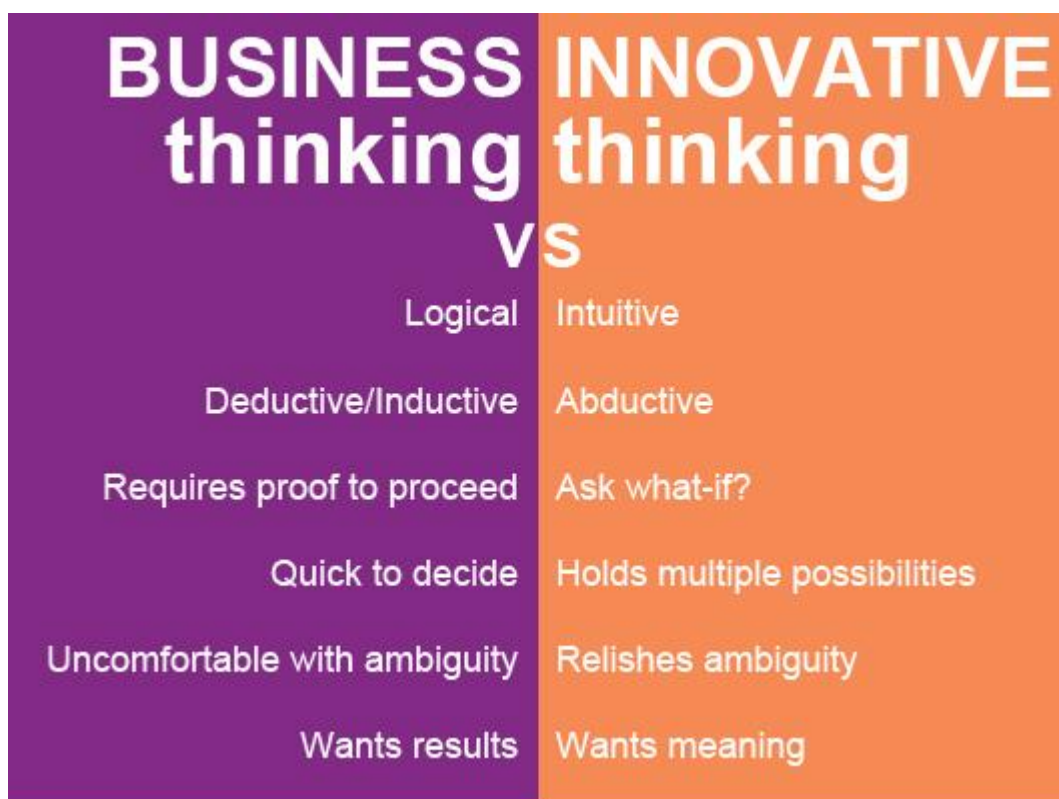 BUSINESS INNOVATIVE
thinking thinking
vs
Logical Intuitive
Deductive/Inductive Abductive
Requires proof to proceed Ask what-if?
Quick to decide Holds multiple possibilities
Uncomfortable with ambiguity Relishes ambiguity
Wants results Wants meaning